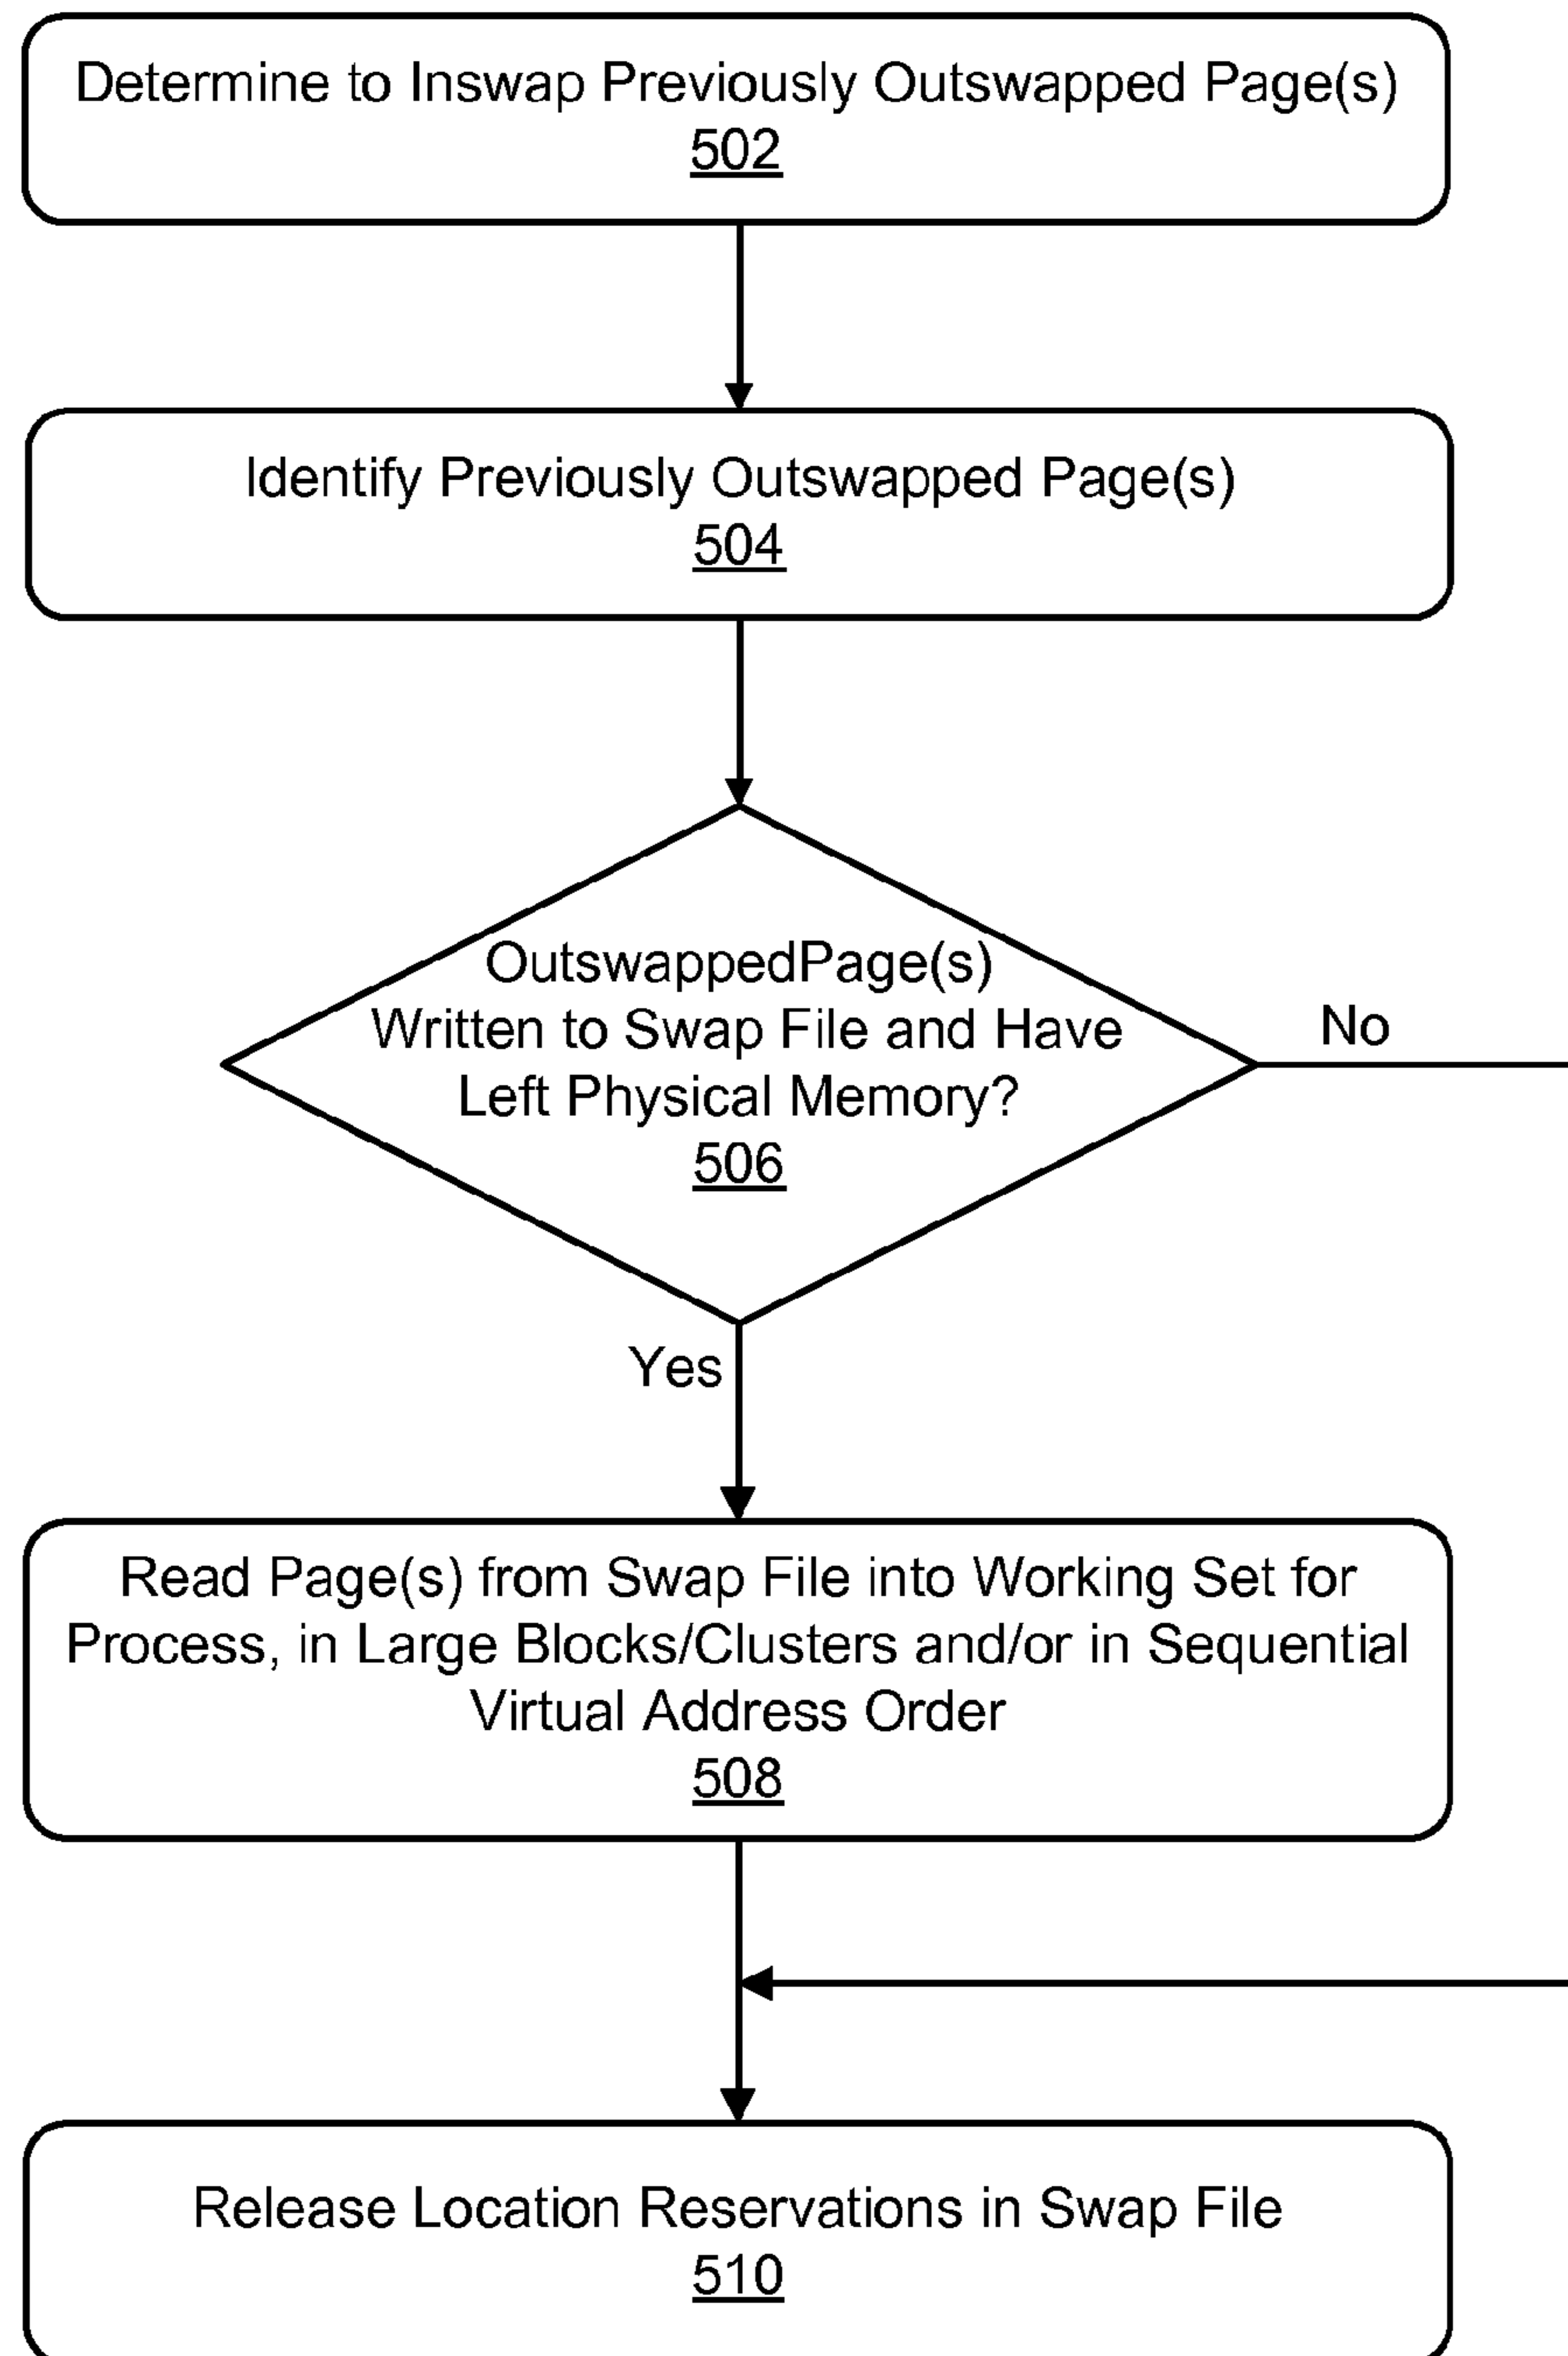 Determine to Inswap Previously Outswapped Page(s)
502
Identify Previously Outswapped Page(s)
504
OutswappedPage(s)
Written to Swap File and Have
Left Physical Memory?
506
No
Yes
Read Page(s) from Swap File into Working Set for
Process, in Large Blocks/Clusters and/or in Sequential
Virtual Address Order
508
Release Location Reservations in Swap File
510